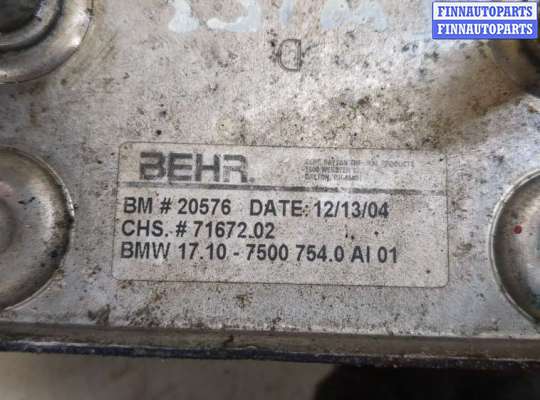 FINNAUTOPARTS
FINNAUTOPARTS
BEHR.
BM # 20576 DATE: 12/13/04
CHS. # 71672.02
BMW 17.10 - 7500 754.0 AI 01